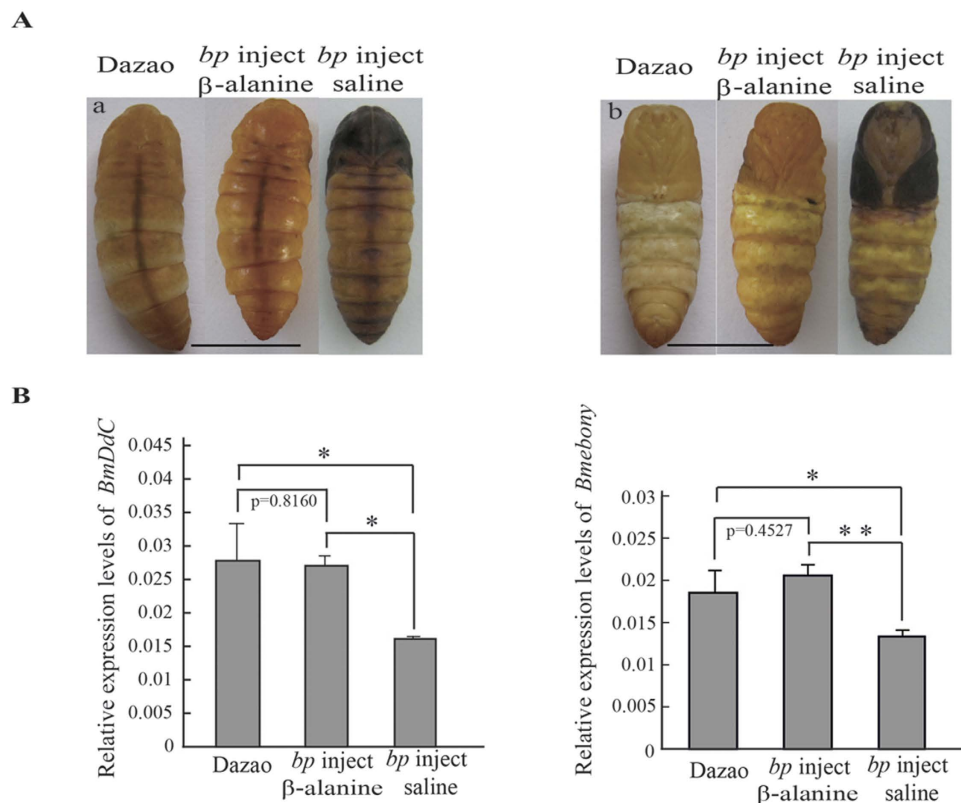 A
Dazao
bp inject
β-alanine
bp inject
saline
a
Dazao
bp inject
β-alanine
bp inject
saline
b
B
Relative expression levels of BmDdC
0.045
0.04
0.035
0.03
0.025
0.02
0.015
0.01
0.005
0
*
p=0.8160
*
Dazao
bp inject
β-alanine
bp inject
saline
Relative expression levels of Bmebony
0.03
0.025
0.02
0.015
0.01
0.005
0
*
p=0.4527
* *
Dazao
bp inject
β-alanine
bp inject
saline